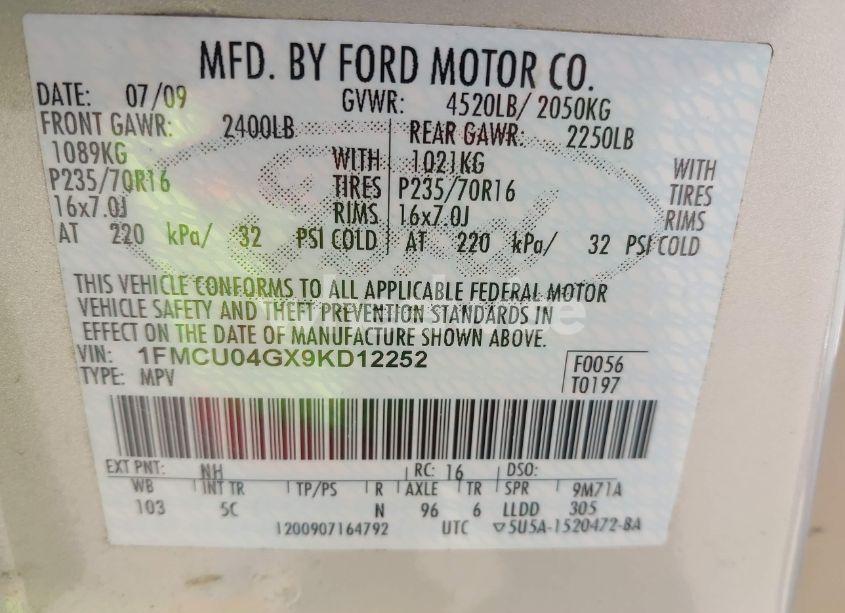 MFD. BY FORD MOTOR CO.
DATE: 07/09 GVWR: 4520LB/ 2050KG
FRONT GAWR: 2400LB REAR GAWR: 2250LB
1089KG WITH 1021KG WITH
P235/70R16 TIRES P235/70R16 TIRES
16x7.0J RIMS 16x7.0J RIMS
AT 220 kPa/ 32 PSI COLD AT 220 kPa/ 32 PSI COLD
THIS VEHICLE CONFORMS TO ALL APPLICABLE FEDERAL MOTOR
VEHICLE SAFETY AND THEFT PREVENTION STANDARDS IN
EFFECT ON THE DATE OF MANUFACTURE SHOWN ABOVE.
VIN: 1FMCU04GX9KD12252
TYPE: MPV
F0056
T0197
EXT PNT: NH RC: 16 DSO:
WB INT TR TP/PS R AXLE TR SPR 9M71A
103 5C N 96 6 LLDD 305
1200907164792 UTC ▽5U5A-1520472-BA